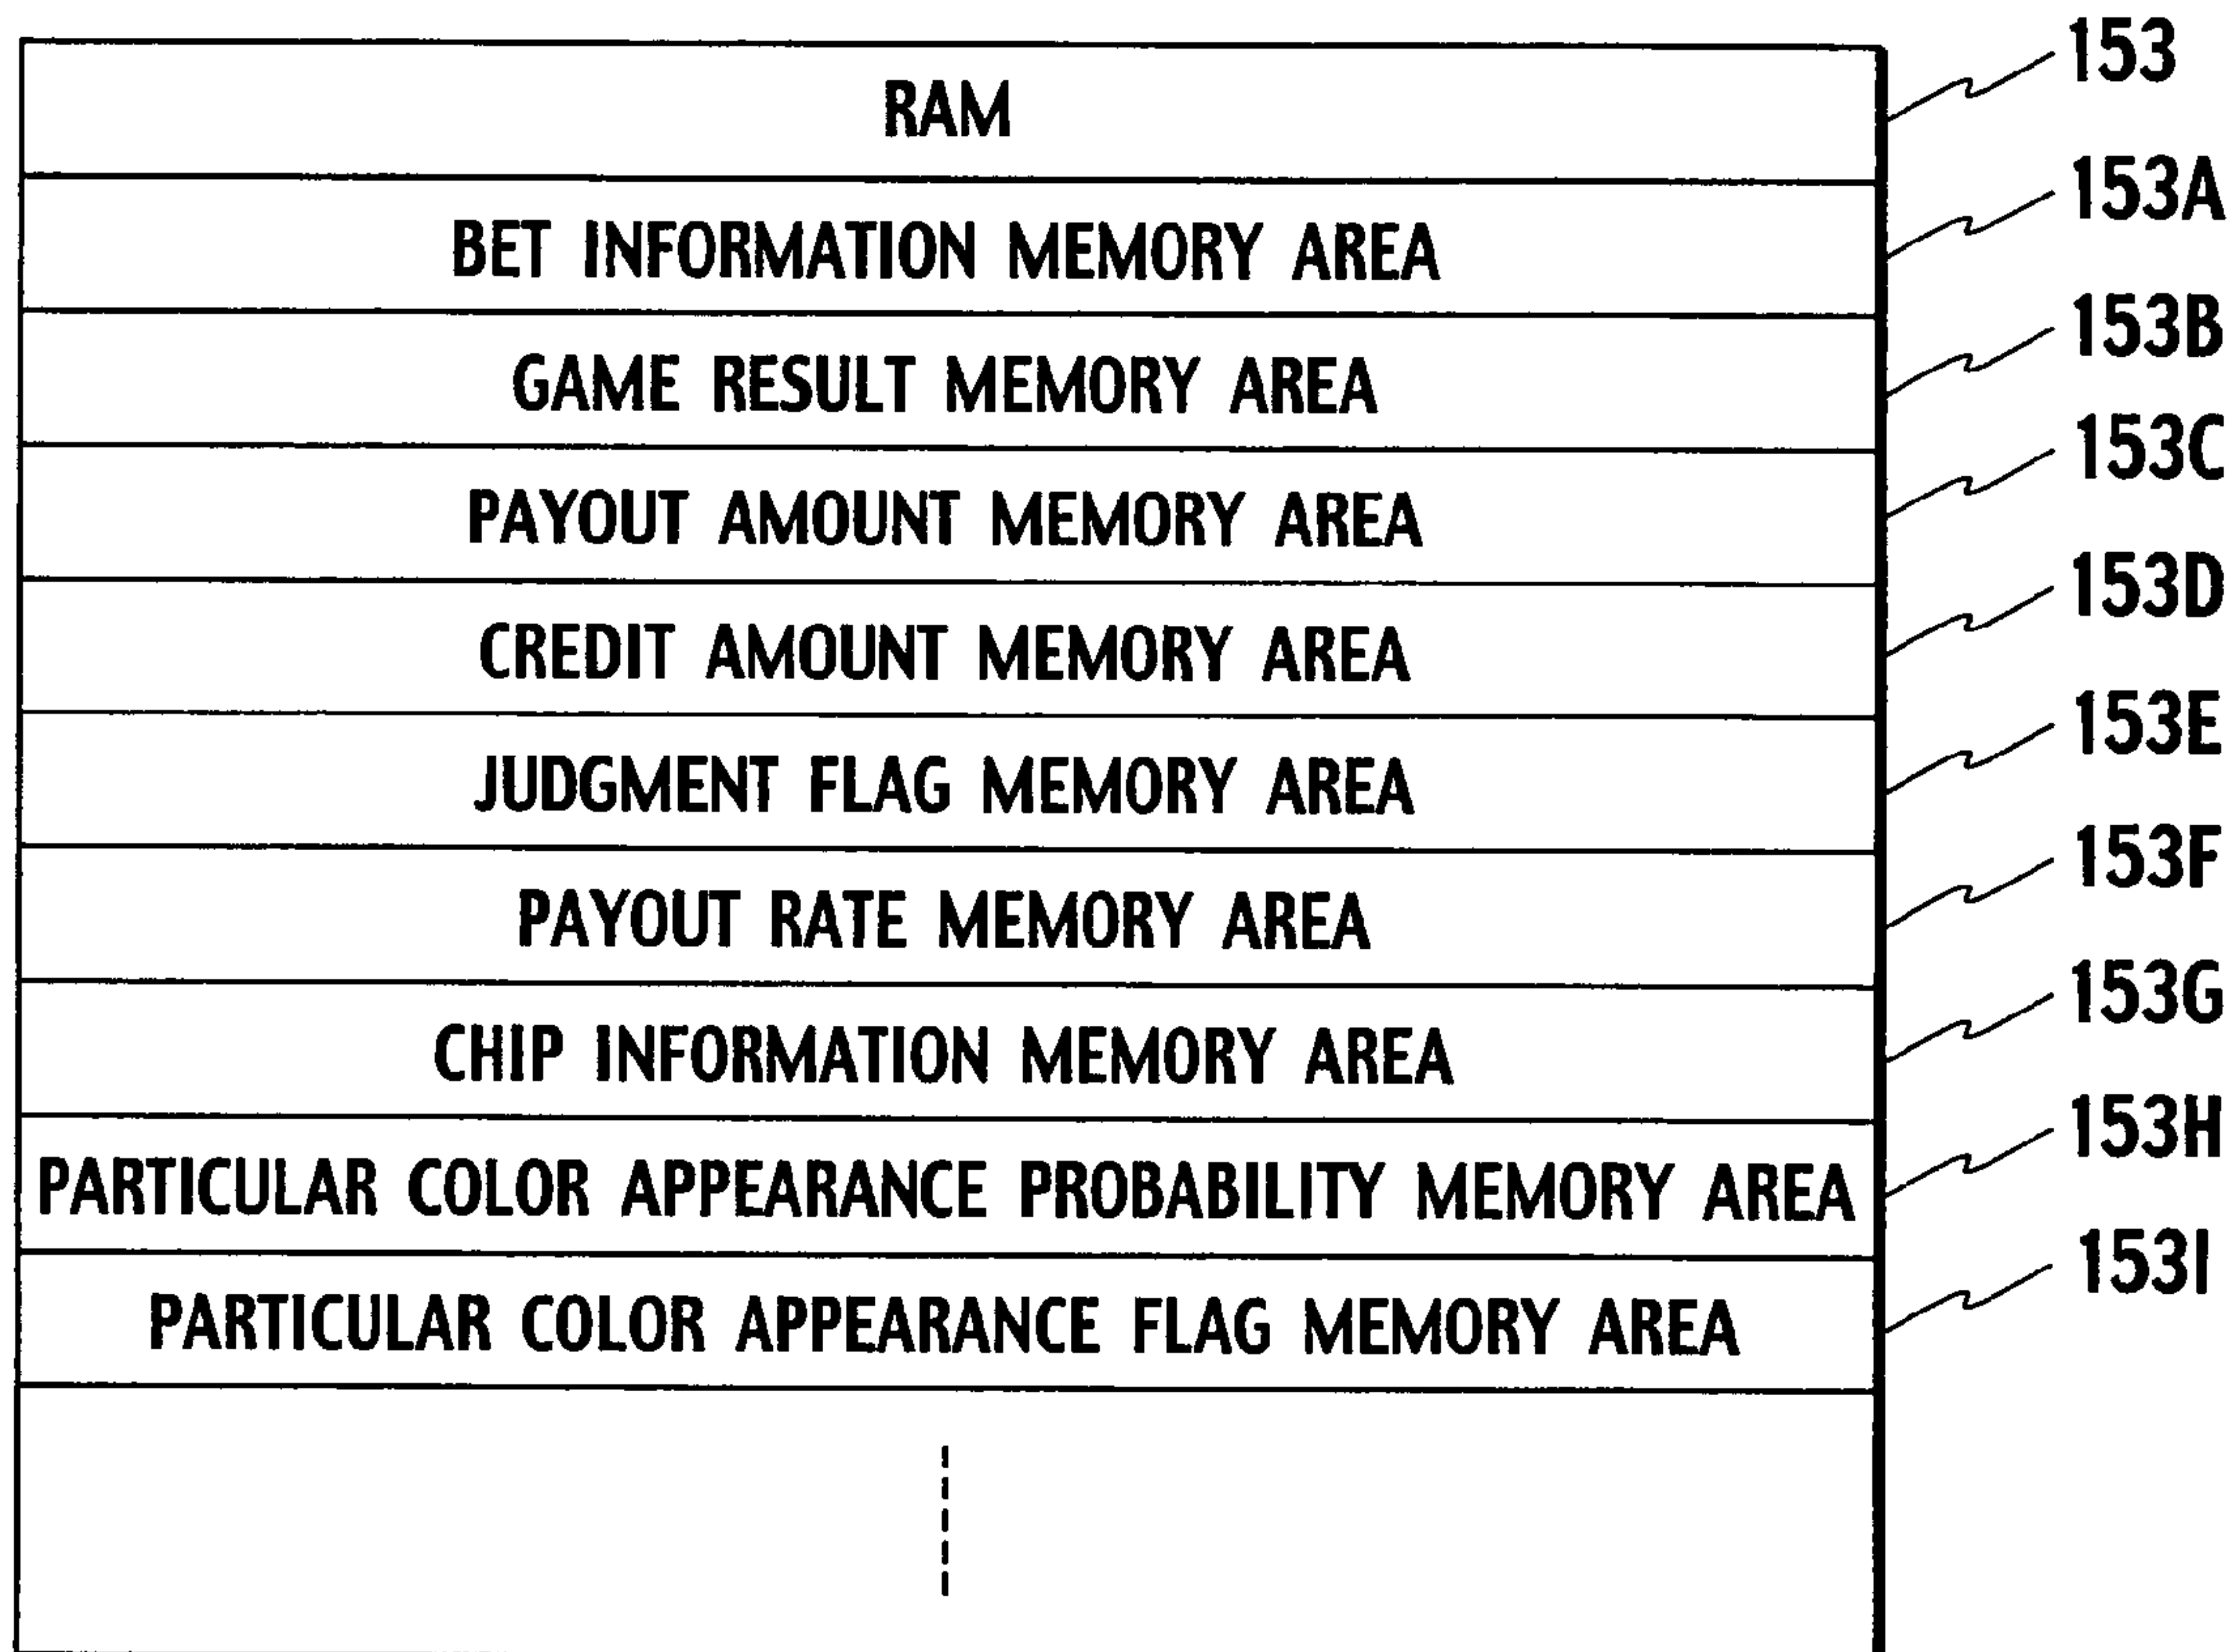 RAM 153
BET INFORMATION MEMORY AREA 153A
GAME RESULT MEMORY AREA 153B
PAYOUT AMOUNT MEMORY AREA 153C
CREDIT AMOUNT MEMORY AREA 153D
JUDGMENT FLAG MEMORY AREA 153E
PAYOUT RATE MEMORY AREA 153F
CHIP INFORMATION MEMORY AREA 153G
PARTICULAR COLOR APPEARANCE PROBABILITY MEMORY AREA 153H
PARTICULAR COLOR APPEARANCE FLAG MEMORY AREA 153I